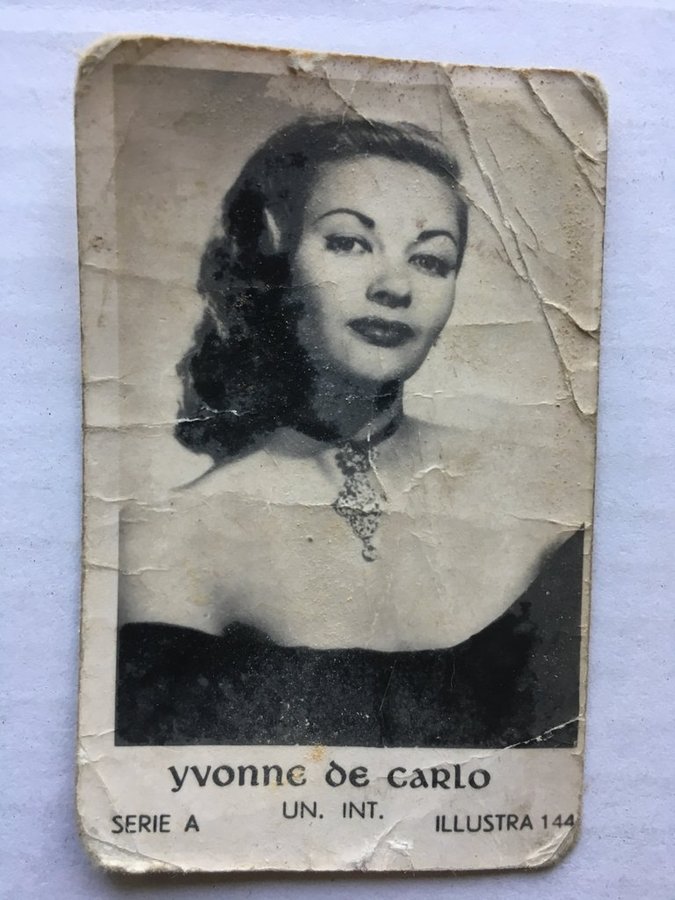 yvonne de carlo
UN. INT.
SERIE A
ILLUSTRA 144